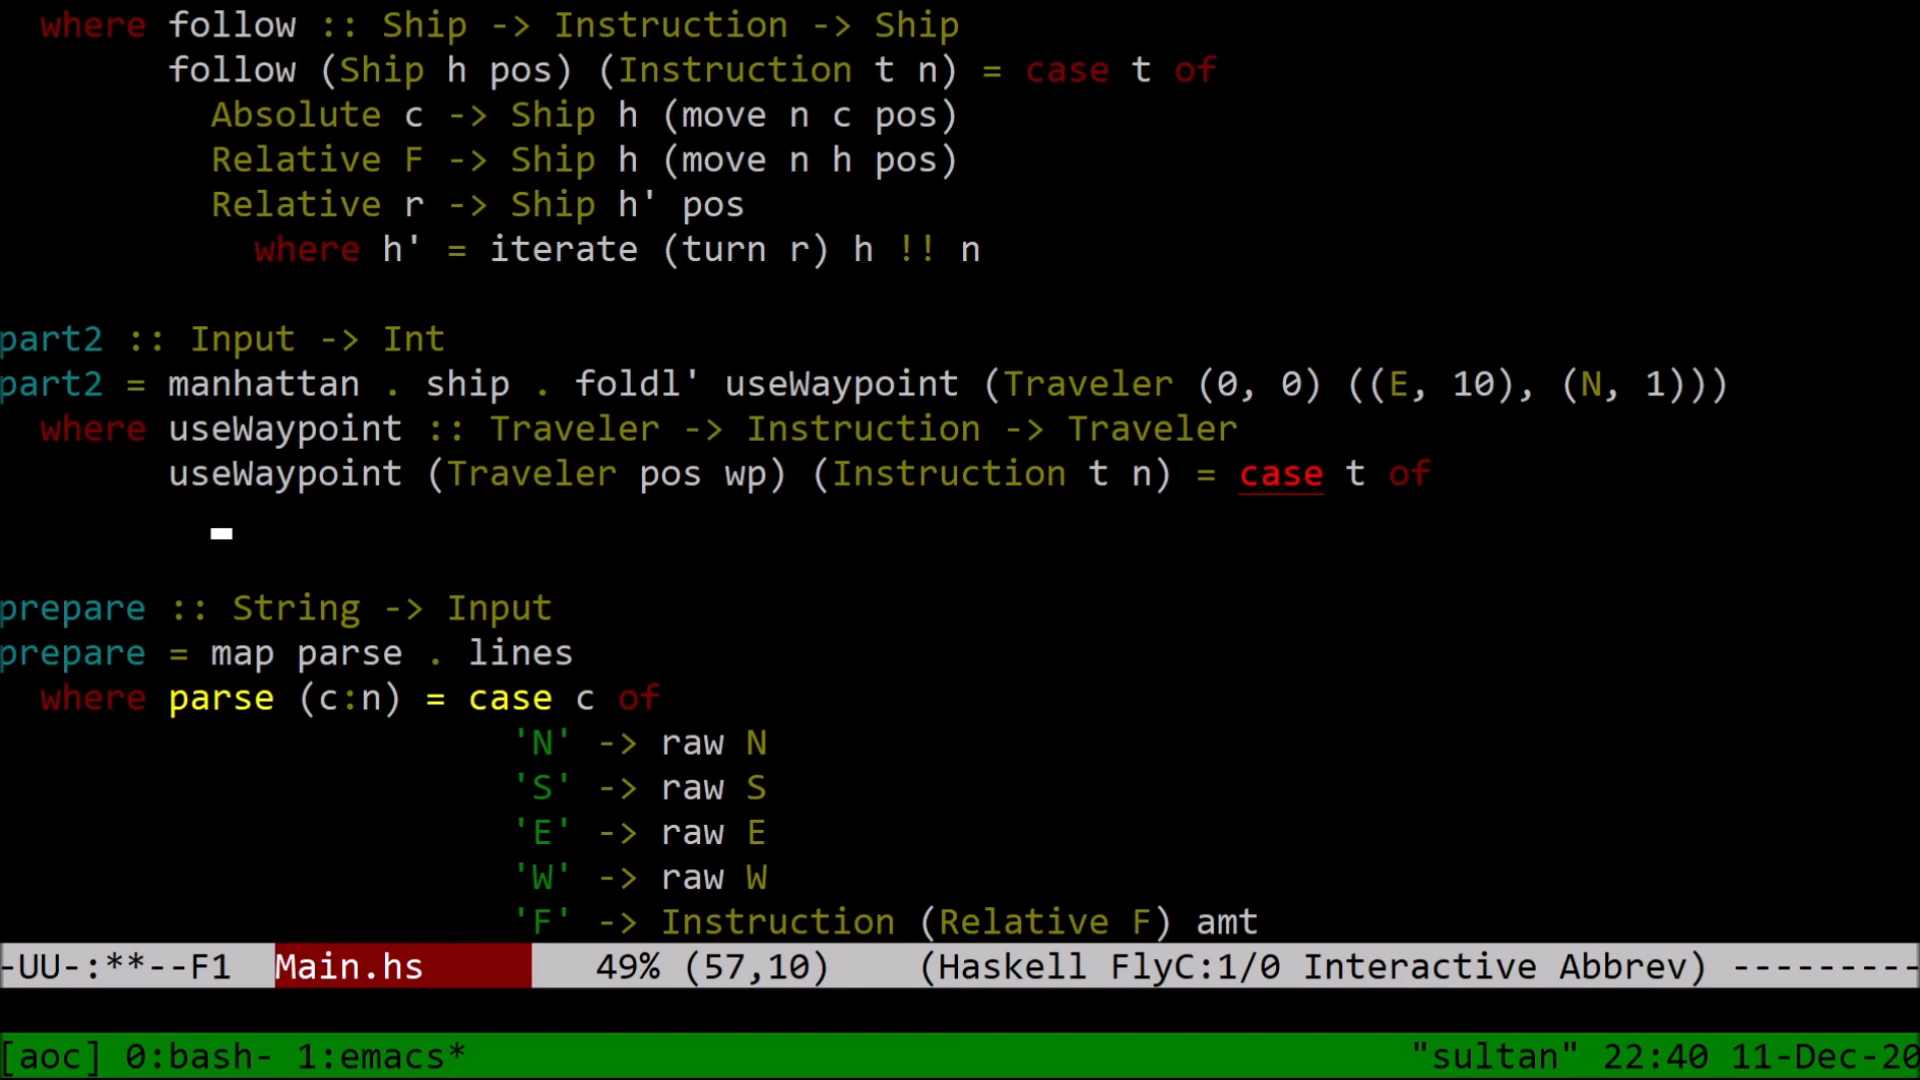 where follow :: Ship -> Instruction -> Ship
follow (Ship h pos) (Instruction t n) = case t of
Absolute c -> Ship h (move n c pos)
Relative F -> Ship h (move n h pos)
Relative r -> Ship h' pos
where h' = iterate (turn r) h !! n
part2 :: Input -> Int
part2 = manhattan . ship . foldl' useWaypoint (Traveler (0, 0) ((E, 10), (N, 1)))
where useWaypoint :: Traveler -> Instruction -> Traveler
useWaypoint (Traveler pos wp) (Instruction t n) = case t of
prepare :: String -> Input
prepare = map parse . lines
where parse (c:n) = case c of
'N' -> raw N
'S' -> raw S
'E' -> raw E
'W' -> raw W
'F' -> Instruction (Relative F) amt
-UU-:**--F1 Main.hs 49% (57,10) (Haskell FlyC:1/0 Interactive Abbrev) ---------
[aoc] 0:bash- 1:emacs* "sultan" 22:40 11-Dec-20